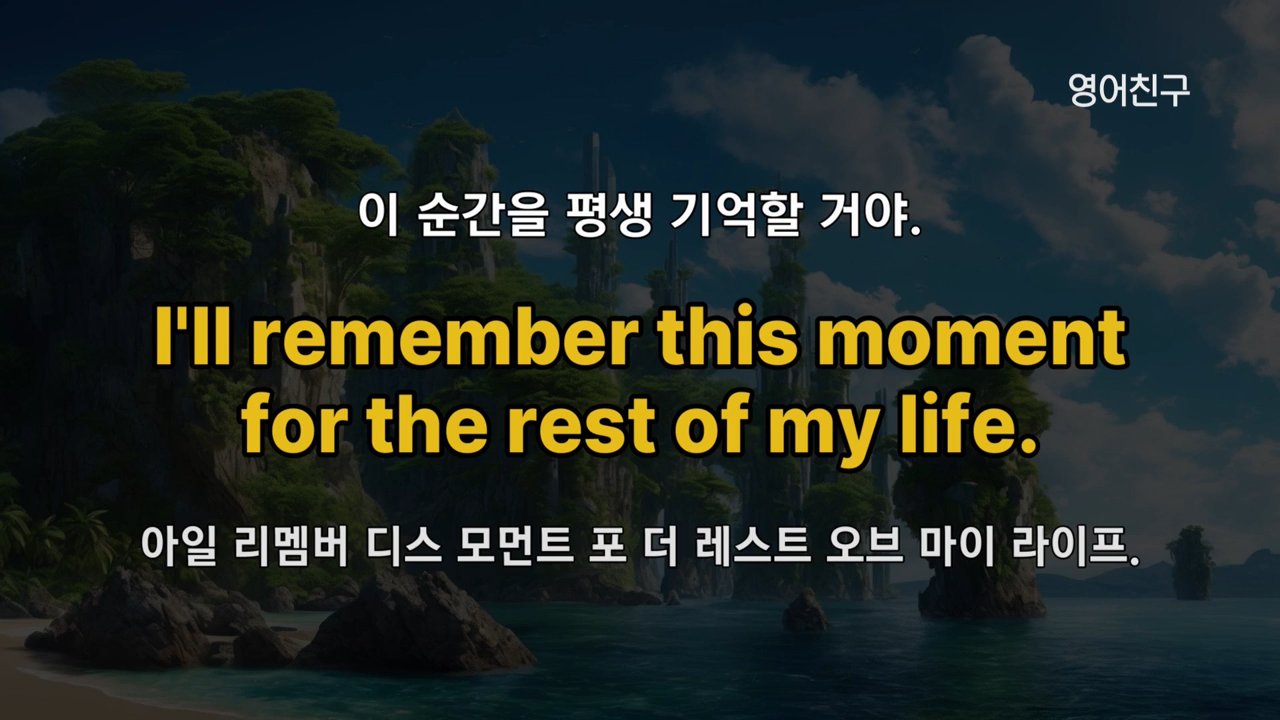 영어친구
이 순간을 평생 기억할 거야.
I'll remember this moment
for the rest of my life.
아일 리멤버 디스 모먼트 포 더 레스트 오브 마이 라이프.